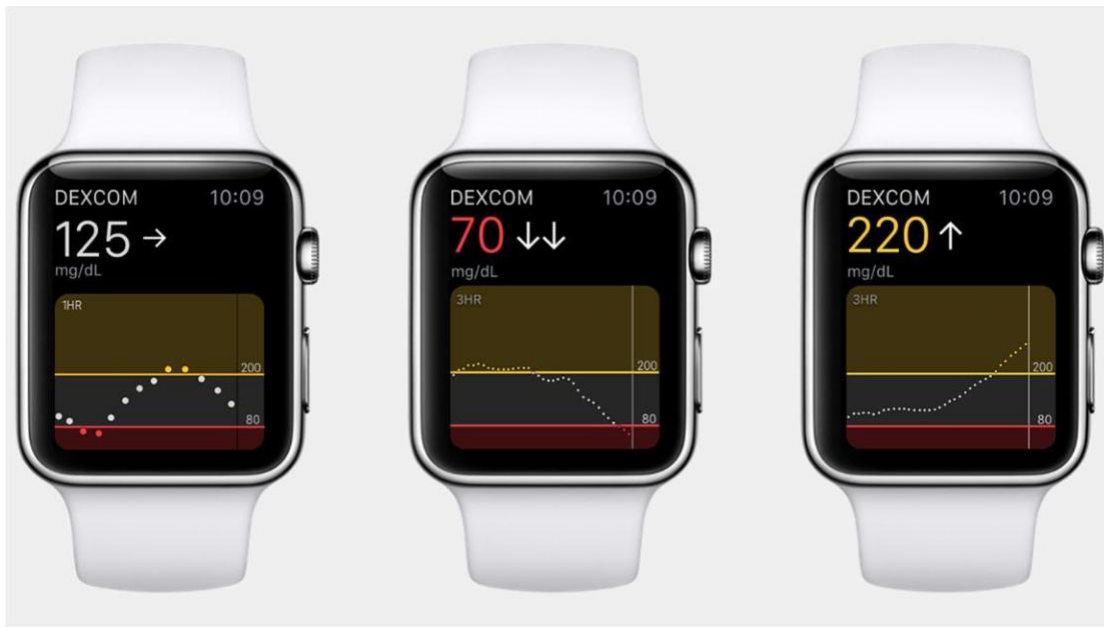 DEXCOM 10:09
125 →
mg/dL
1HR
200
80
DEXCOM 10:09
70 ↓↓
mg/dL
3HR
200
80
DEXCOM 10:09
220 ↑
mg/dL
3HR
200
80